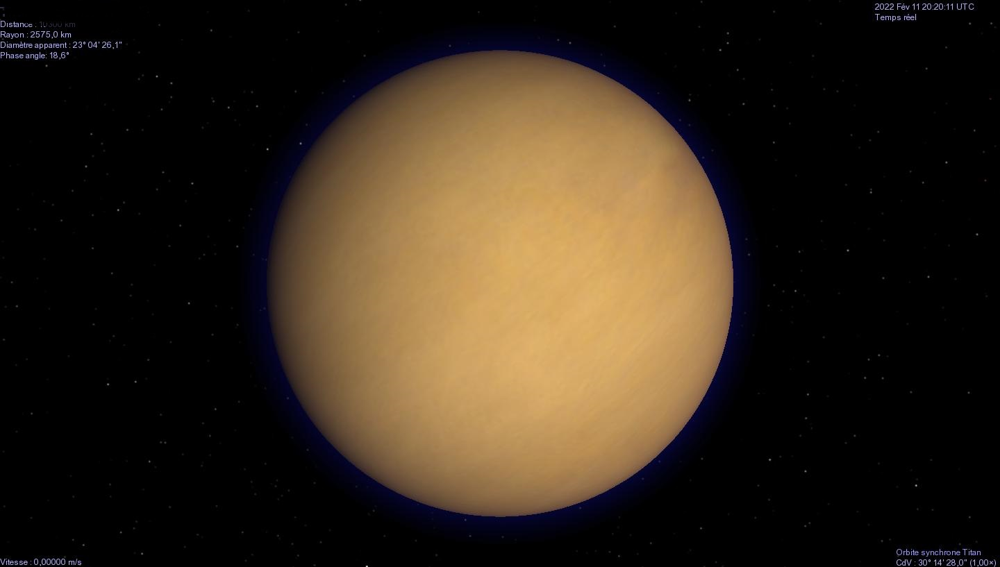 Distance : km
Rayon : 2575,0 km
Diamètre apparent : 23° 04' 26,1"
Phase angle: 18,6°
2022 Fév 11 20:20:11 UTC
Temps réel
Vitesse : 0,00000 m/s
Orbite synchrone Titan
CdV : 30° 14' 28,0" (1,00×)